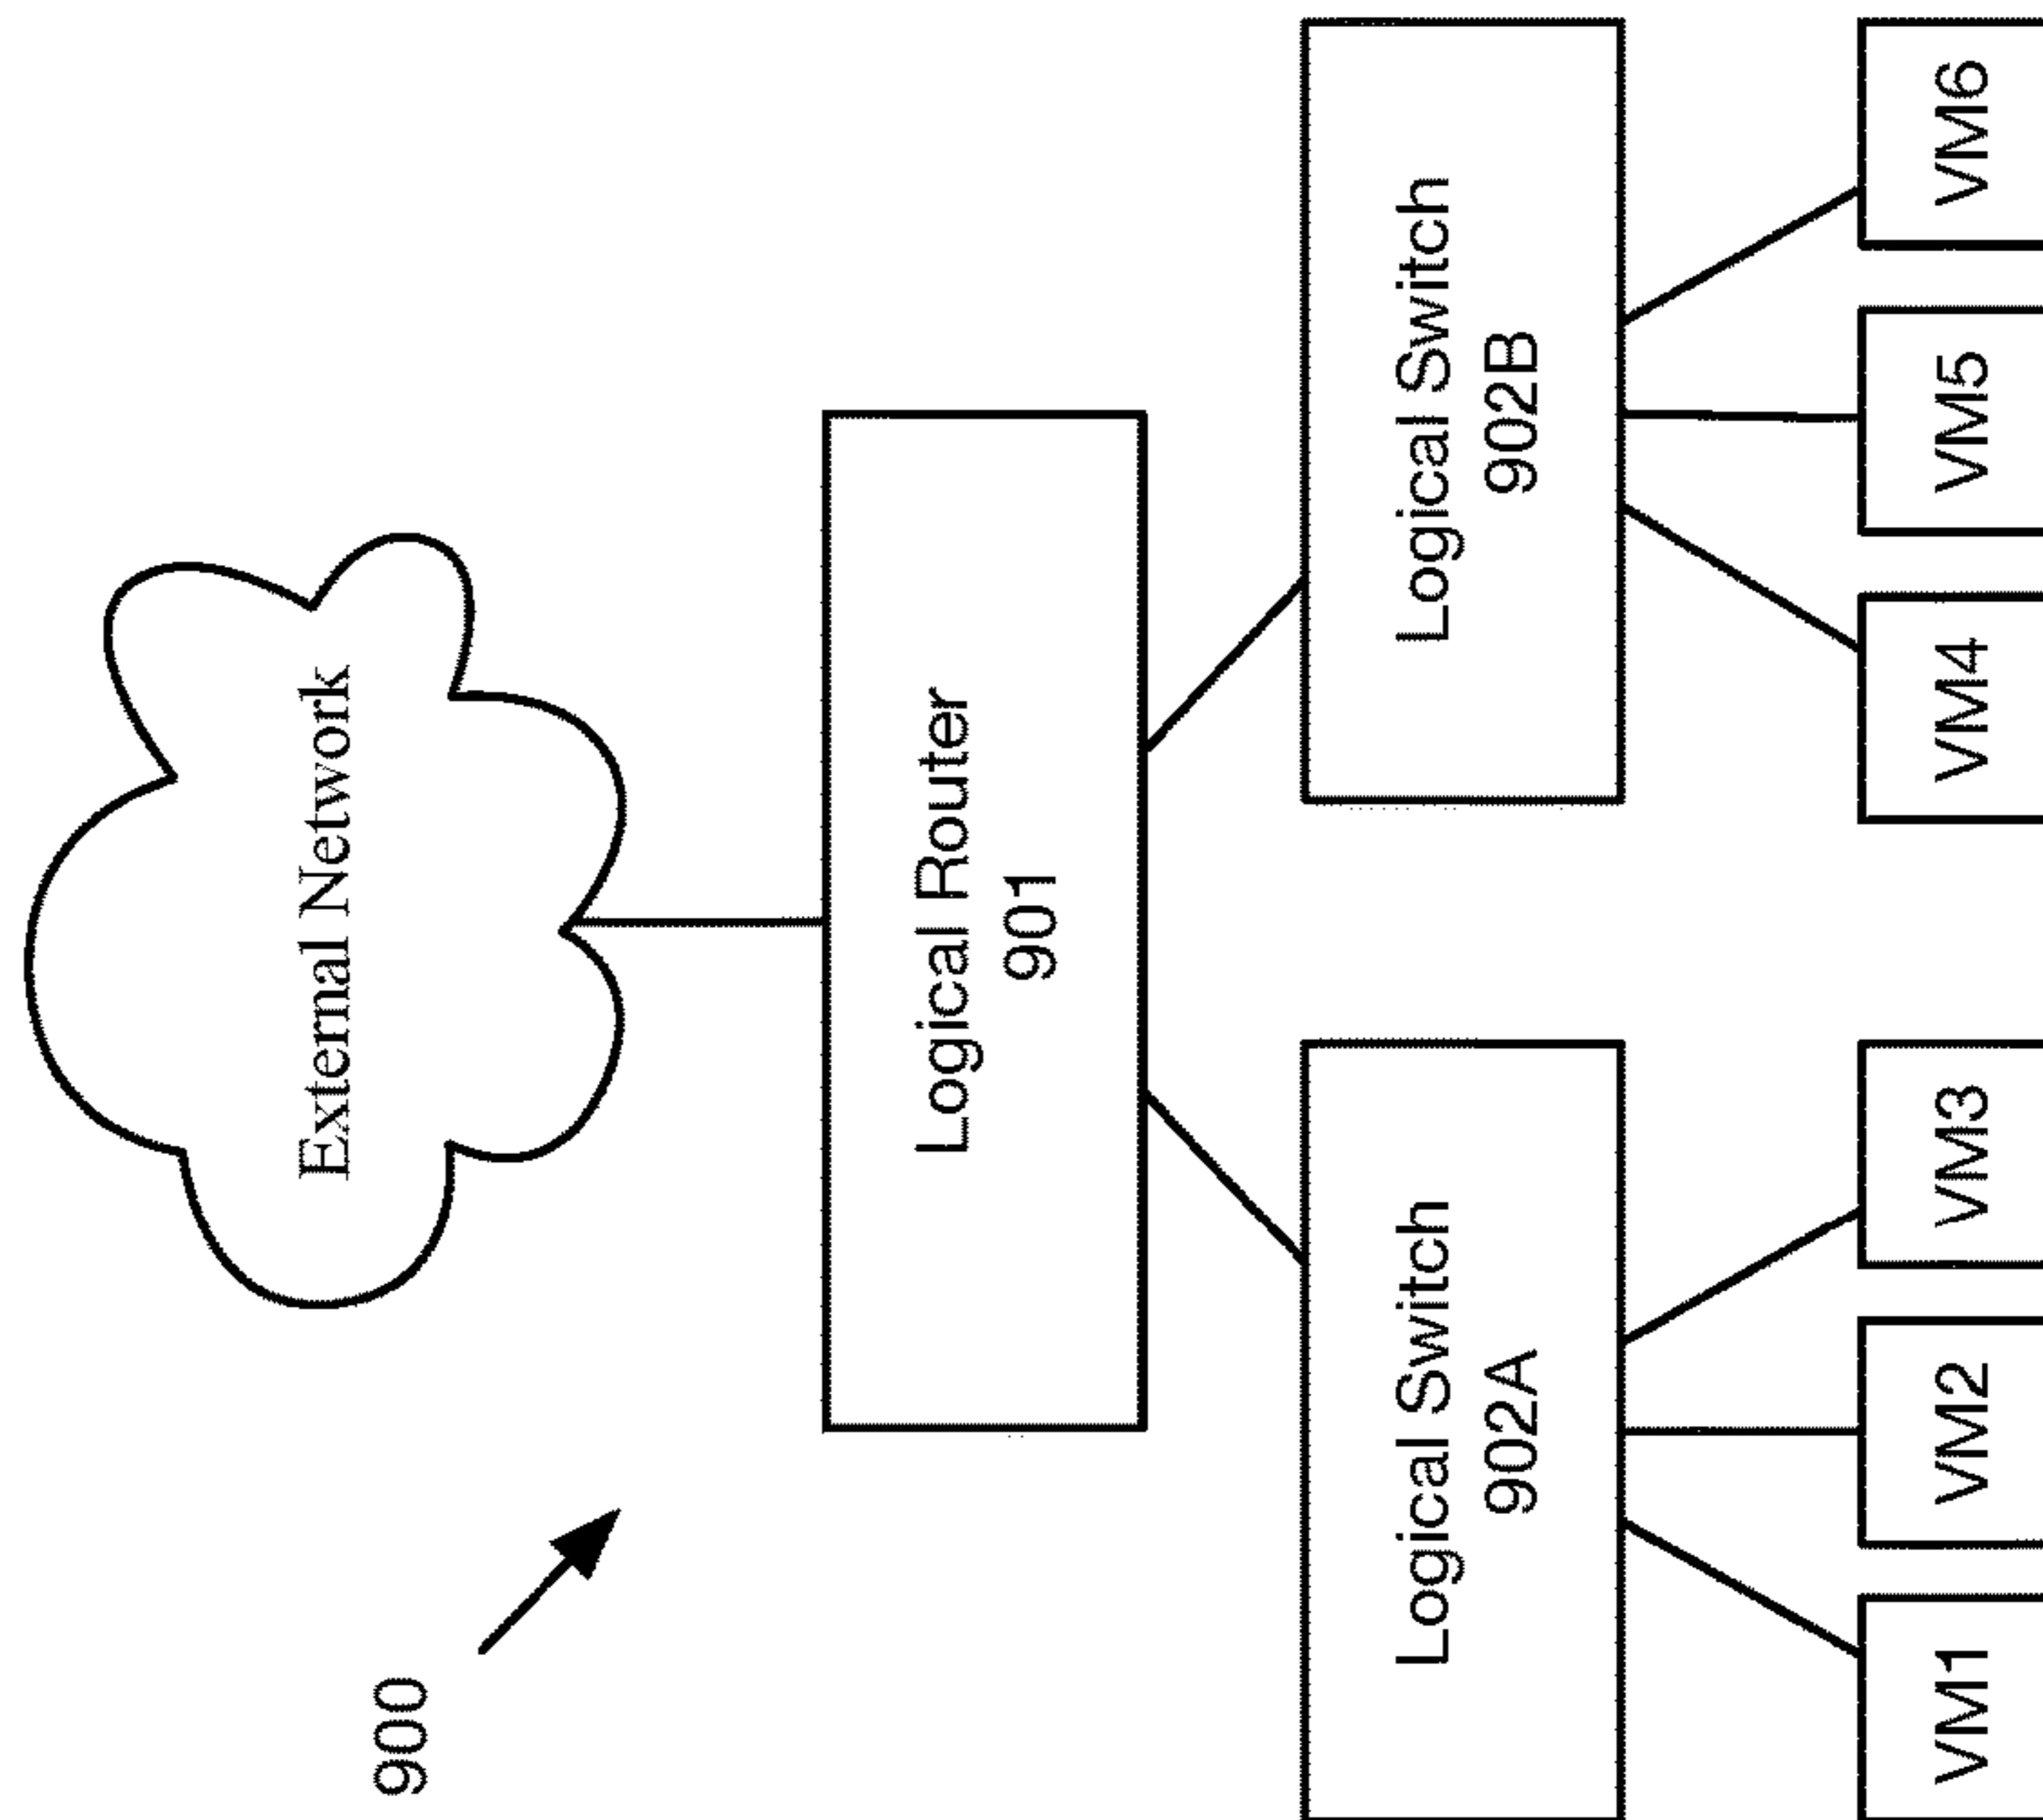 900
External Network
Logical Router
901
Logical Switch
902A
Logical Switch
902B
VM1
VM2
VM3
VM4
VM5
VM6